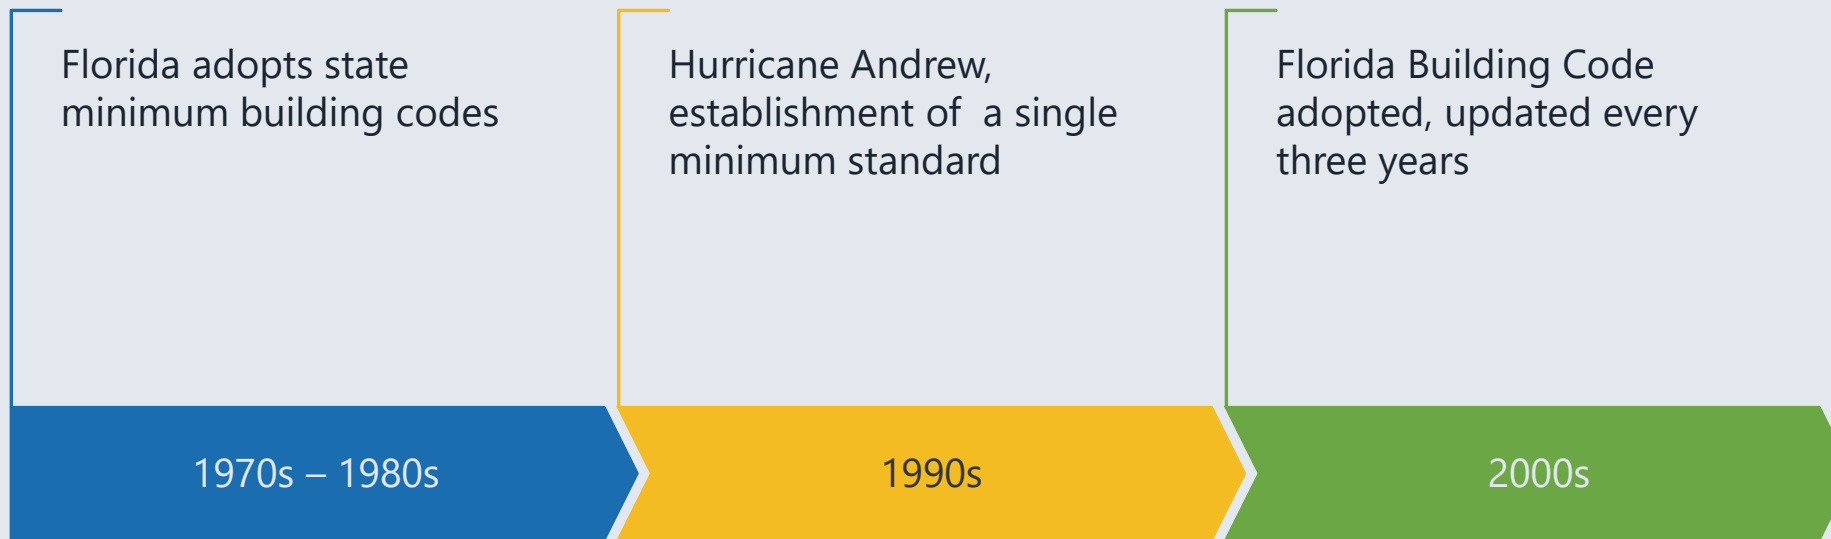 Florida adopts state
minimum building codes
Hurricane Andrew,
establishment of  a single
minimum standard
Florida Building Code
adopted, updated every
three years
1970s – 1980s
1990s
2000s